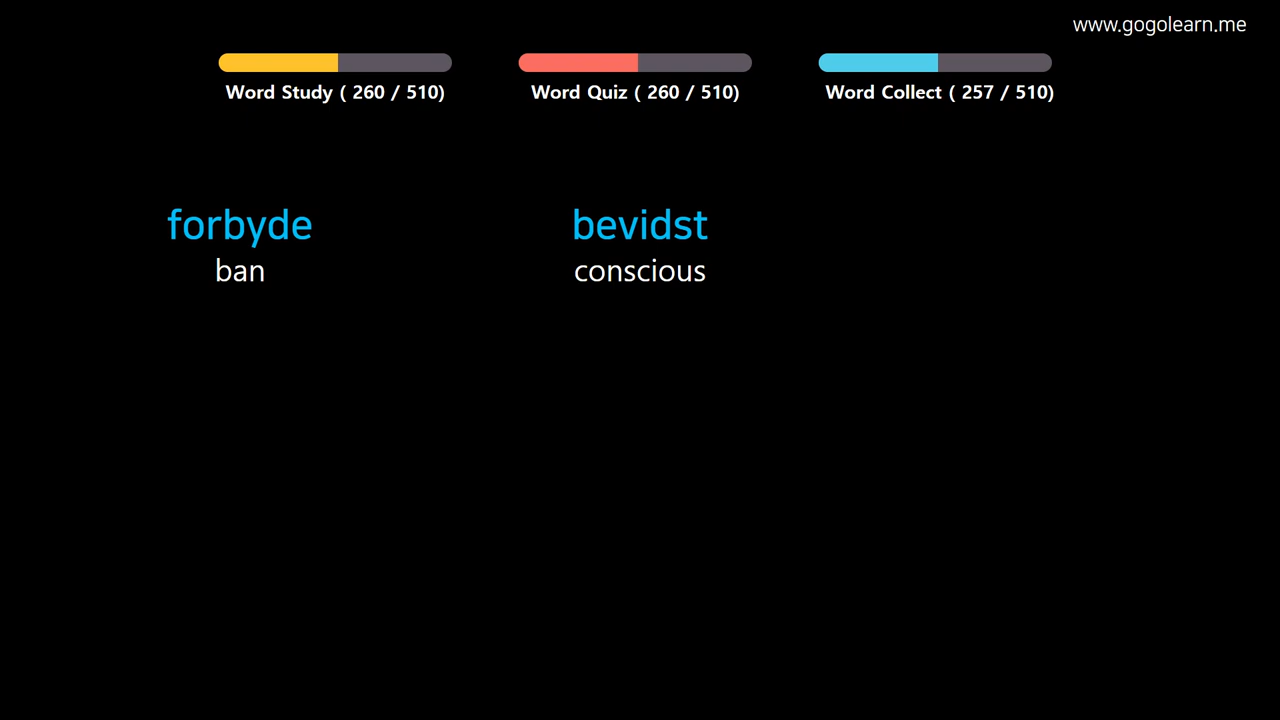 www.gogolearn.me
Word Study ( 260 / 510)
Word Quiz ( 260 / 510)
Word Collect ( 257 / 510)
forbyde
ban
bevidst
conscious